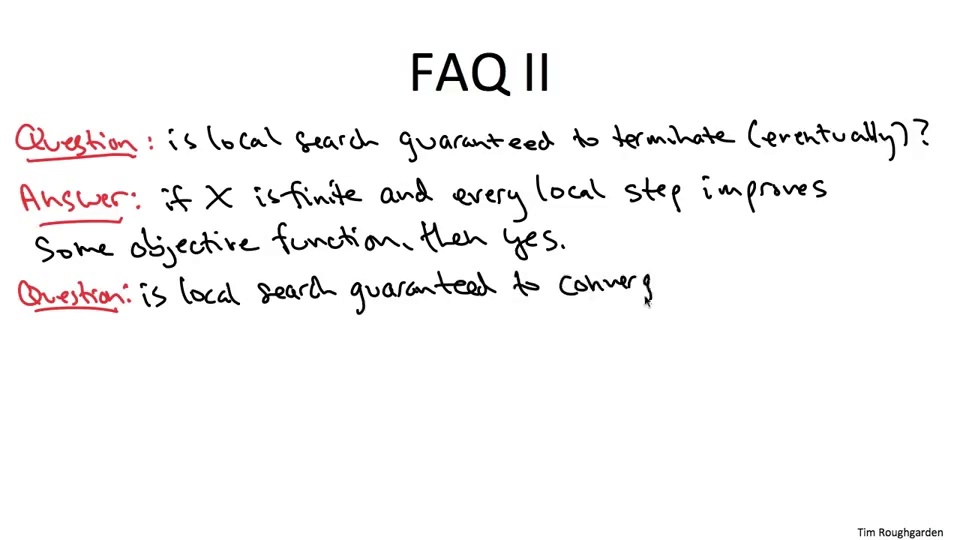 FAQ II
Question: is local search guaranteed to terminate (eventually)?
Answer: if X is finite and every local step improves
some objective function, then yes.
Question: is local search guaranteed to converg
Tim Roughgarden